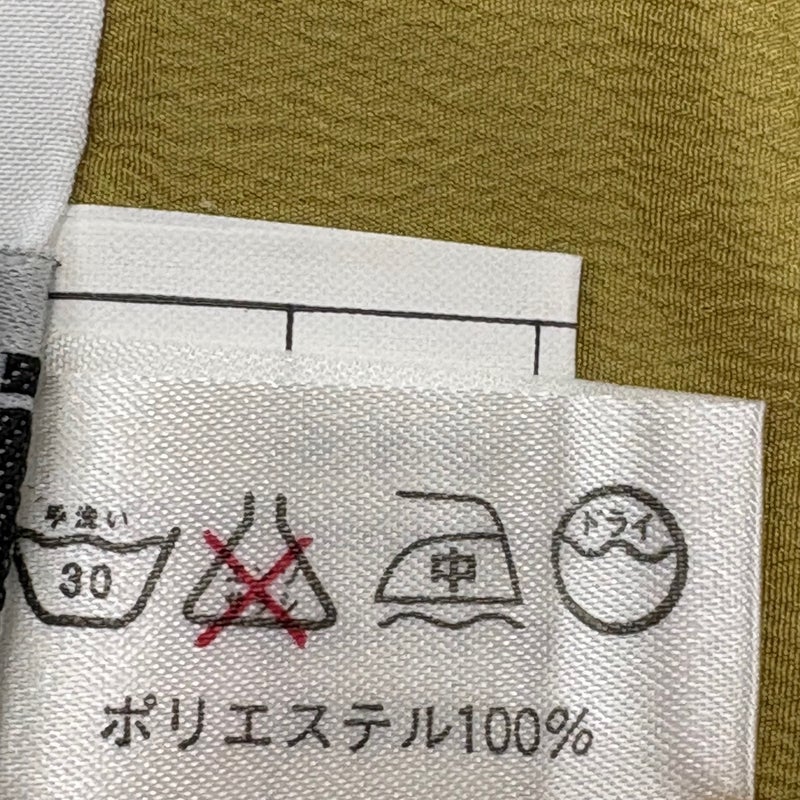 手洗い
30
中
ドライ
ポリエステル100%